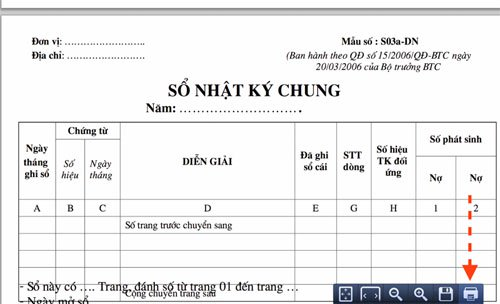 Đơn vị: ……………………..
Mẫu số : S03a-DN
Địa chỉ: …………………….
(Ban hành theo QĐ số 15/2006/QĐ-BTC ngày
20/03/2006 của Bộ trưởng BTC
SỔ NHẬT KÝ CHUNG
Năm: ……………………….
Ngày tháng ghi sổ | Chứng từ | DIỄN GIẢI | Đã ghi sổ cái | STT dòng | Số hiệu TK đối ứng | Số phát sinh
Số hiệu | Ngày tháng | Nợ | Nợ
A | B | C | D | E | G | H | 1 | 2
Số trang trước chuyển sang
Cộng chuyển trang sau
- Sổ này có …. Trang, đánh số từ trang 01 đến trang …
- Ngày mở sổ